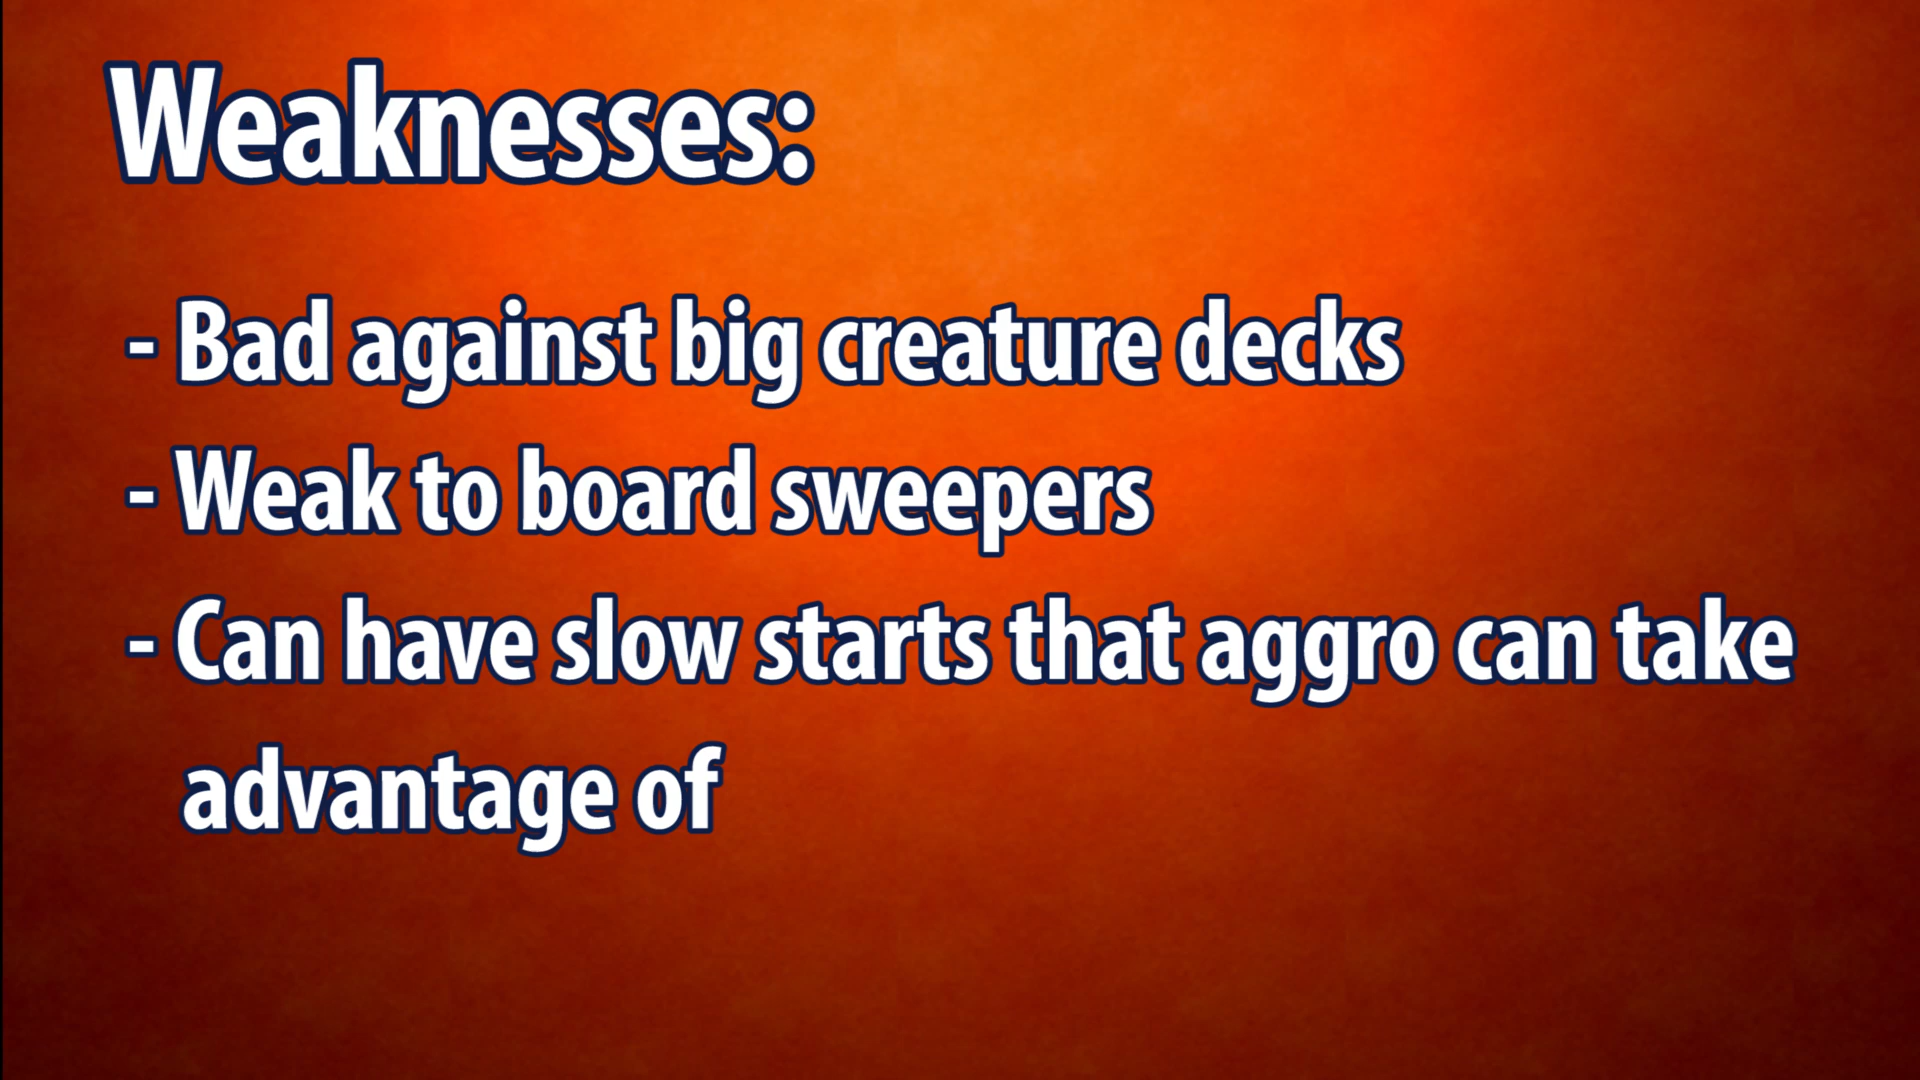 Weaknesses:
- Bad against big creature decks
- Weak to board sweepers
- Can have slow starts that aggro can take
advantage of